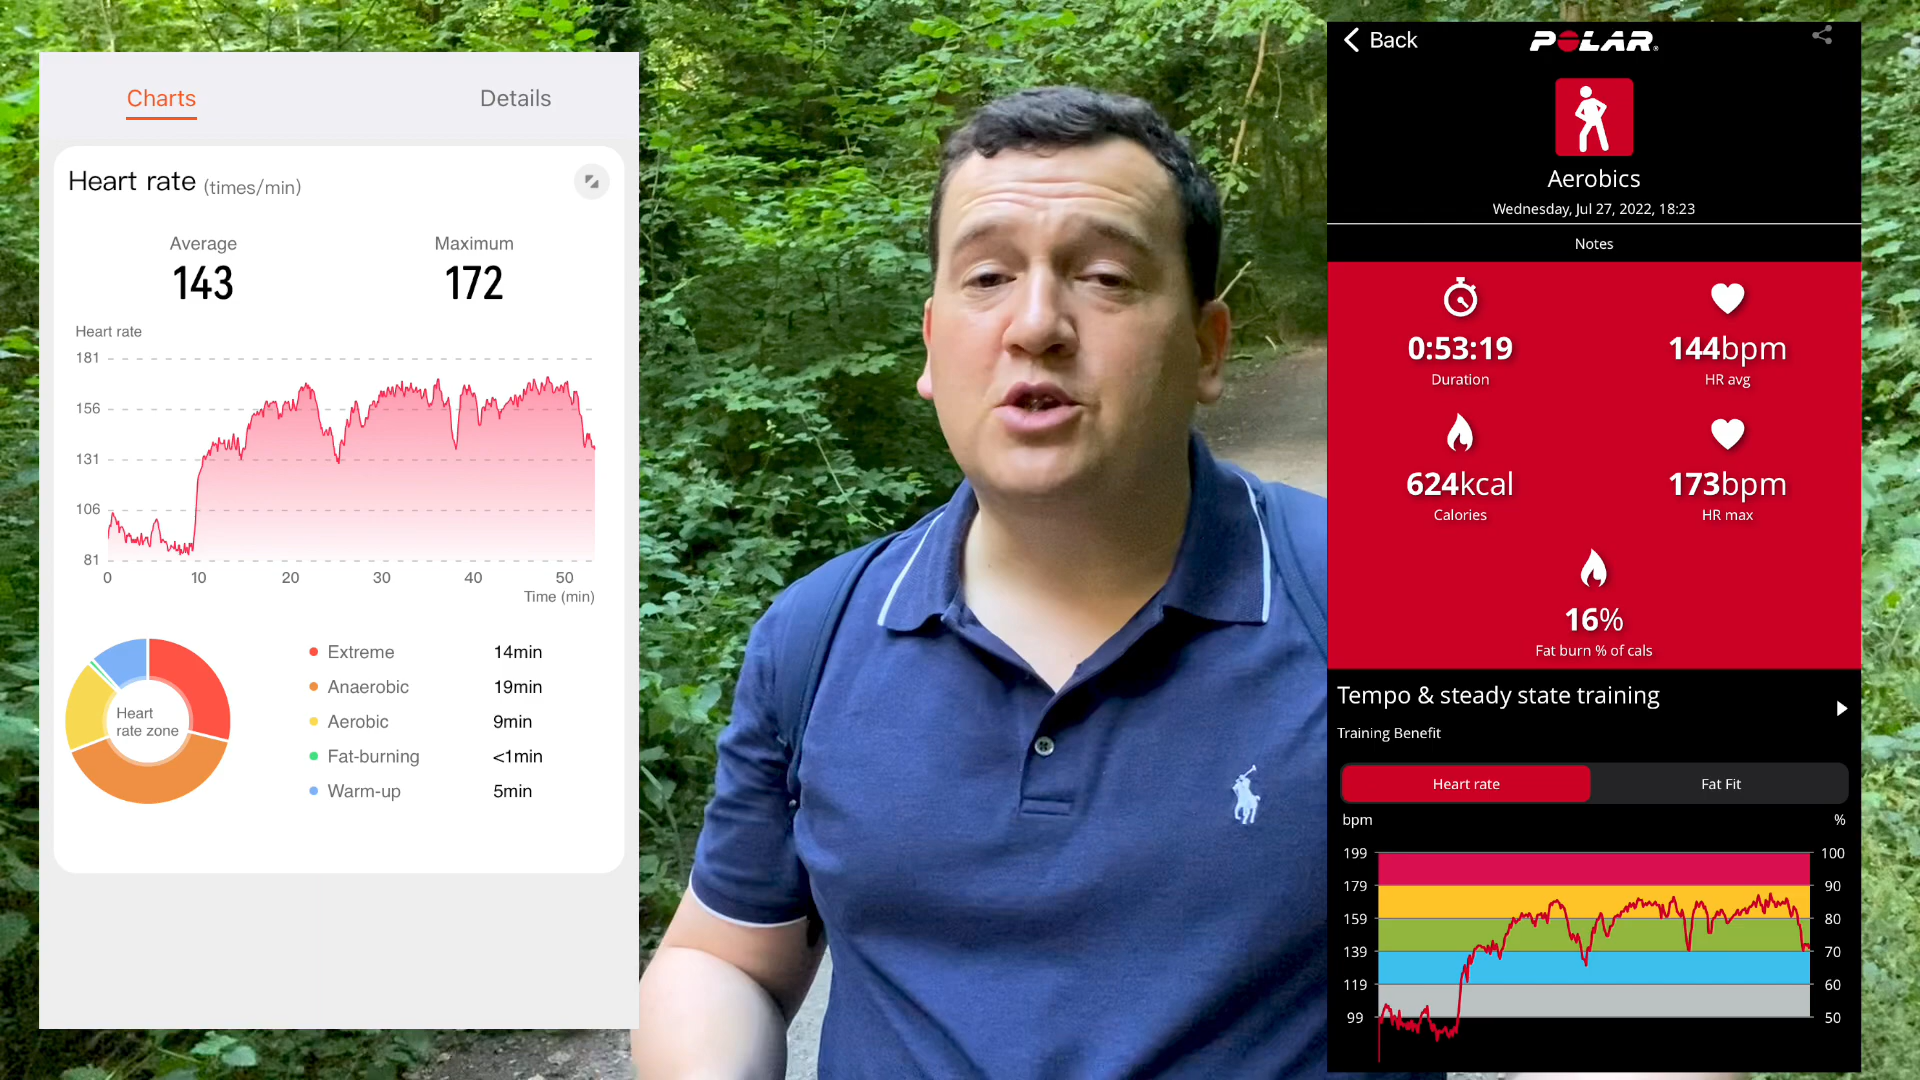 Charts
Details
Heart rate (times/min)
Average
Maximum
143
172
Heart rate
181
156
131
106
81
0 10 20 30 40 50
Time (min)
Heart
rate zone
Extreme 14min
Anaerobic 19min
Aerobic 9min
Fat-burning <1min
Warm-up 5min
Back
POLAR
Aerobics
Wednesday, Jul 27, 2022, 18:23
Notes
0:53:19
Duration
144bpm
HR avg
624kcal
Calories
173bpm
HR max
16%
Fat burn % of cals
Tempo & steady state training
Training Benefit
Heart rate
Fat Fit
bpm %
199 100
179 90
159 80
139 70
119 60
99 50